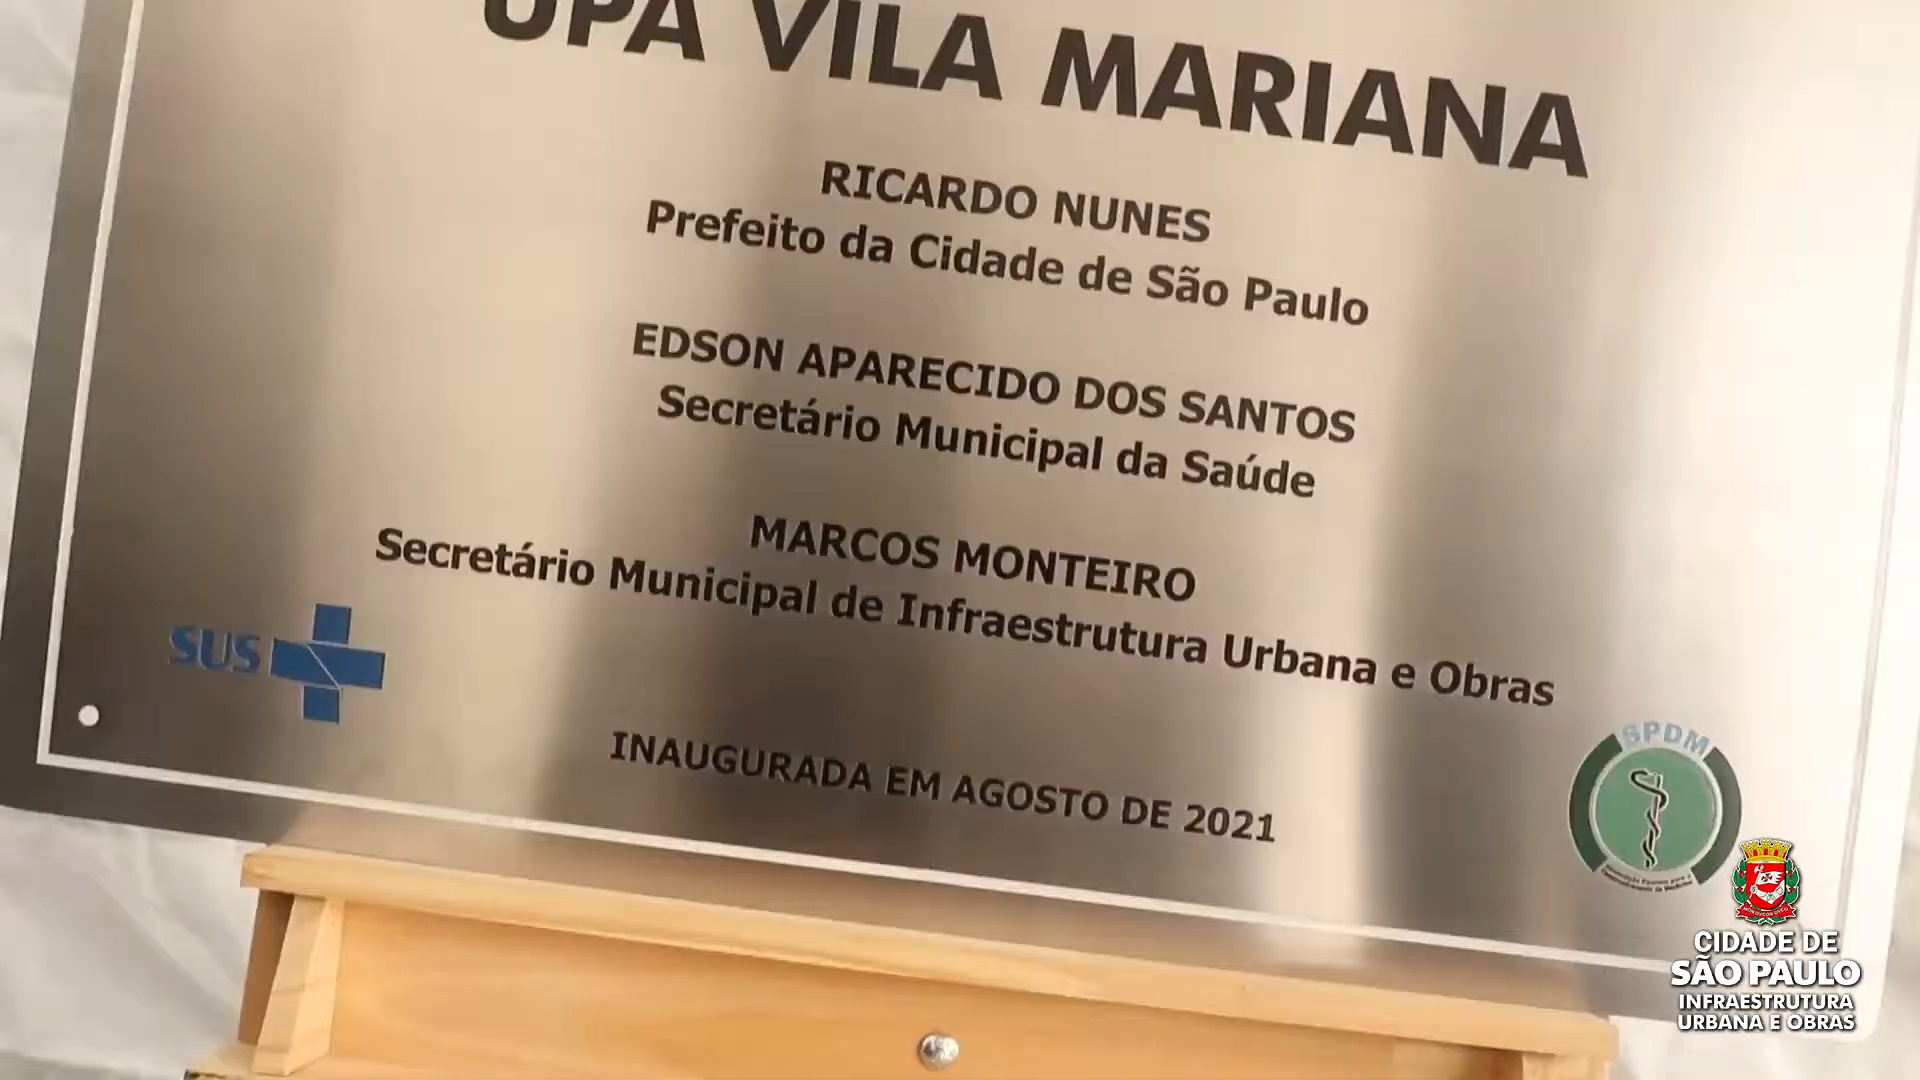 UPA VILA MARIANA
RICARDO NUNES
Prefeito da Cidade de São Paulo
EDSON APARECIDO DOS SANTOS
Secretário Municipal da Saúde
MARCOS MONTEIRO
Secretário Municipal de Infraestrutura Urbana e Obras
SUS
INAUGURADA EM AGOSTO DE 2021
SPDM
CIDADE DE
SÃO PAULO
INFRAESTRUTURA
URBANA E OBRAS